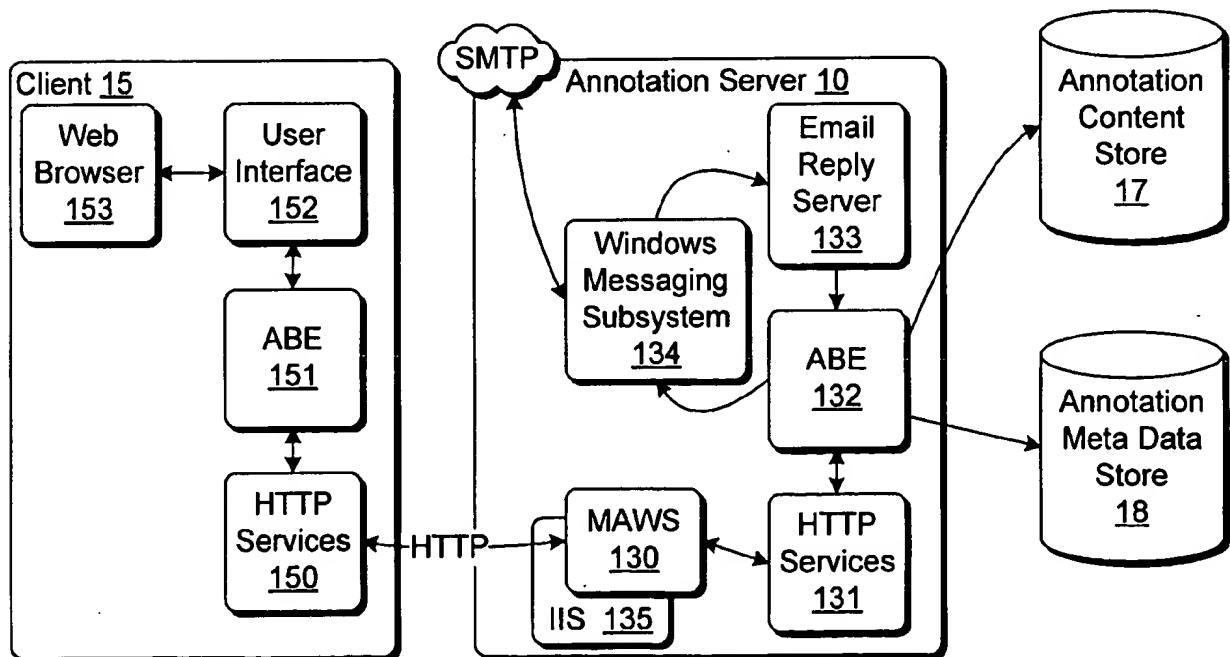 Client 15
Web
Browser
153
User
Interface
152
ABE
151
HTTP
Services
150
HTTP
SMTP
Annotation Server 10
Email
Reply
Server
133
Windows
Messaging
Subsystem
134
ABE
132
MAWS
130
IIS 135
HTTP
Services
131
Annotation
Content
Store
17
Annotation
Meta Data
Store
18